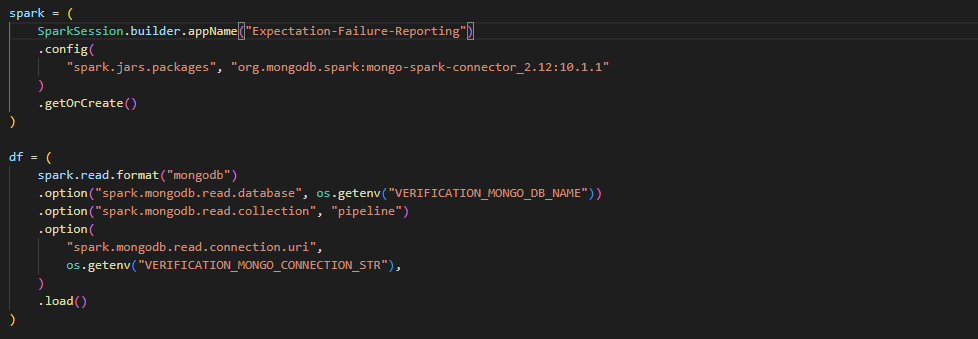 spark = (
    SparkSession.builder.appName("Expectation-Failure-Reporting")
    .config(
        "spark.jars.packages", "org.mongodb.spark:mongo-spark-connector_2.12:10.1.1"
    )
    .getOrCreate()
)
df = (
    spark.read.format("mongodb")
    .option("spark.mongodb.read.database", os.getenv("VERIFICATION_MONGO_DB_NAME"))
    .option("spark.mongodb.read.collection", "pipeline")
    .option(
        "spark.mongodb.read.connection.uri",
        os.getenv("VERIFICATION_MONGO_CONNECTION_STR"),
    )
    .load()
)